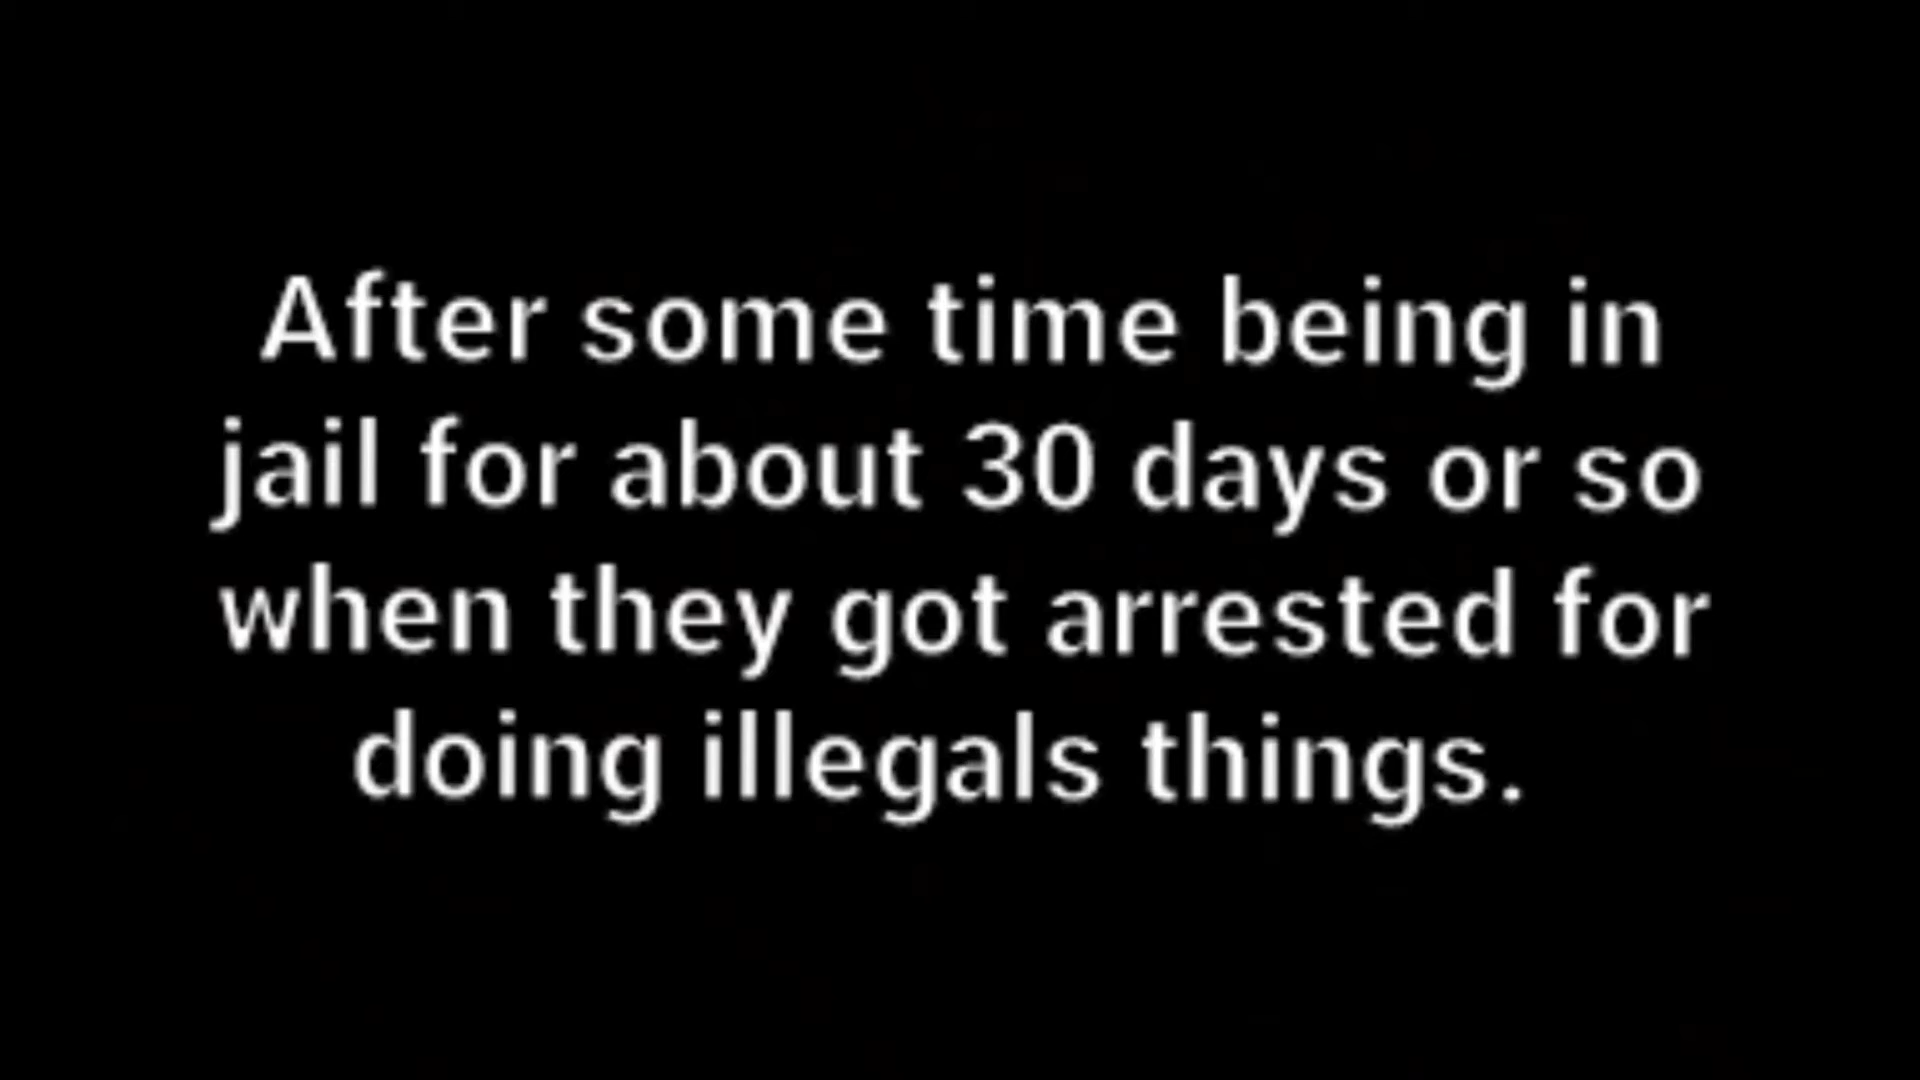 After some time being in
jail for about 30 days or so
when they got arrested for
doing illegals things.